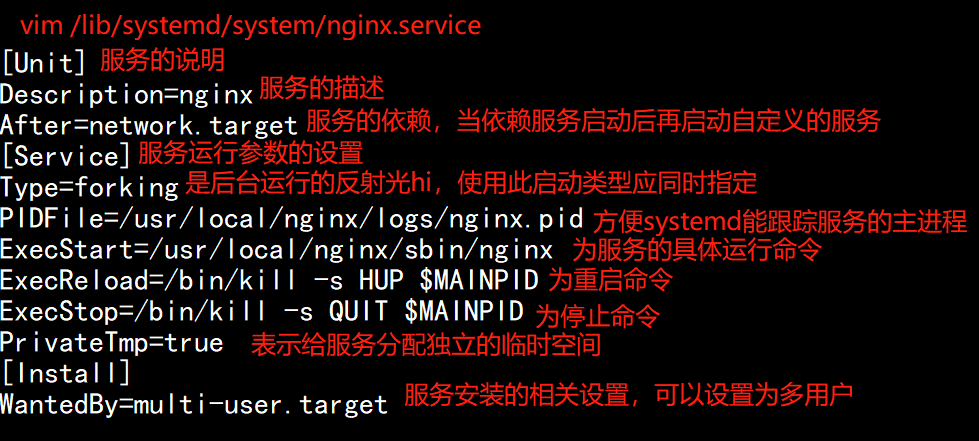 vim /lib/systemd/system/nginx.service
[Unit] 服务的说明
Description=nginx 服务的描述
After=network.target 服务的依赖，当依赖服务启动后再启动自定义的服务
[Service] 服务运行参数的设置
Type=forking 是后台运行的反射光hi，使用此启动类型应同时指定
PIDFile=/usr/local/nginx/logs/nginx.pid 方便systemd能跟踪服务的主进程
ExecStart=/usr/local/nginx/sbin/nginx 为服务的具体运行命令
ExecReload=/bin/kill -s HUP $MAINPID 为重启命令
ExecStop=/bin/kill -s QUIT $MAINPID 为停止命令
PrivateTmp=true 表示给服务分配独立的临时空间
[Install]
WantedBy=multi-user.target 服务安装的相关设置，可以设置为多用户